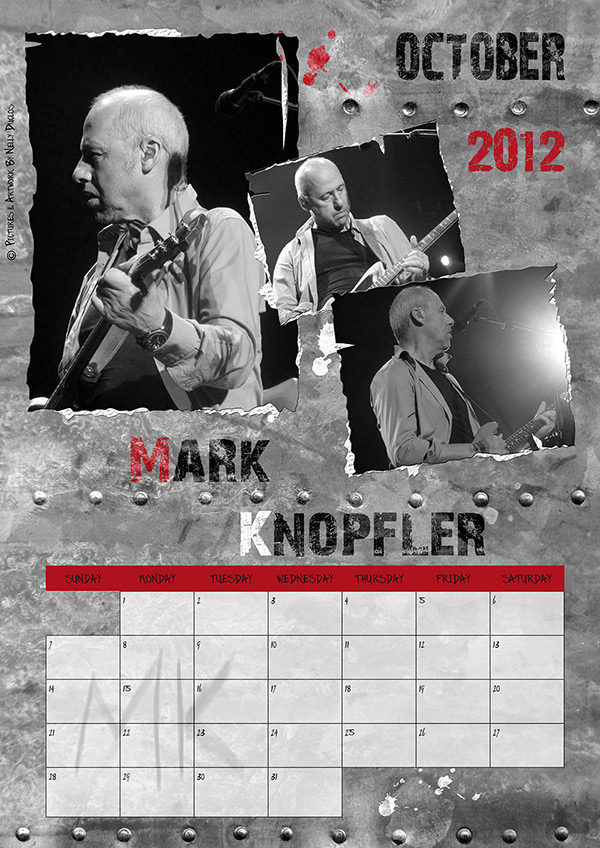 OCTOBER
2012
© PICTURES & ARTWORK BY NELLY DUCLOS
MARK
KNOPFLER
SUNDAY MONDAY TUESDAY WEDNESDAY THURSDAY FRIDAY SATURDAY
1 2 3 4 5 6
7 8 9 10 11 12 13
14 15 16 17 18 19 20
21 22 23 24 25 26 27
28 29 30 31
MK